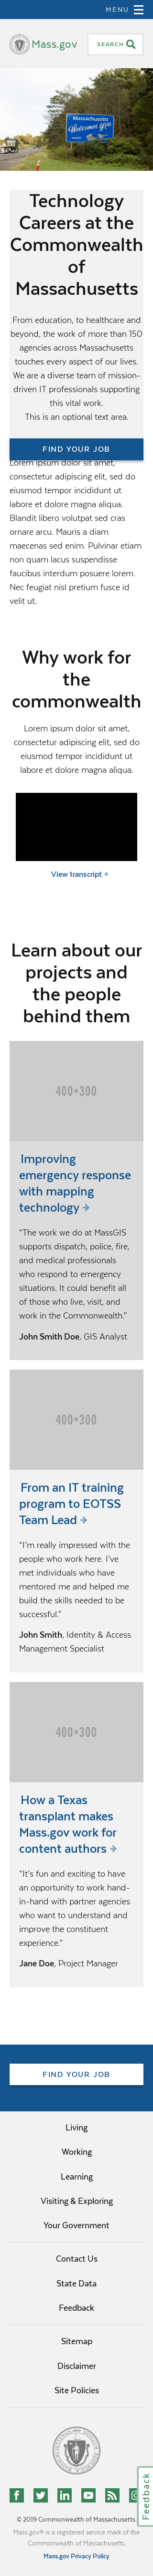 MENU
Mass.gov
SEARCH
Massachusetts
Welcomes You
Technology
Careers at the
Commonwealth
of
Massachusetts
From education, to healthcare and
beyond, the work of more than 150
agencies across Massachusetts
touches every aspect of our lives.
We are a diverse team of mission-
driven IT professionals supporting
this vital work.
This is an optional text area.
FIND YOUR JOB
Lorem ipsum dolor sit amet,
consectetur adipiscing elit, sed do
eiusmod tempor incididunt ut
labore et dolore magna aliqua.
Blandit libero volutpat sed cras
ornare arcu. Mauris a diam
maecenas sed enim. Pulvinar etiam
non quam lacus suspendisse
faucibus interdum posuere lorem.
Nec feugiat nisl pretium fusce id
velit ut.
Why work for
the
commonwealth
Lorem ipsum dolor sit amet,
consectetur adipiscing elit, sed do
eiusmod tempor incididunt ut
labore et dolore magna aliqua.
View transcript
Learn about our
projects and
the people
behind them
400×300
Improving
emergency response
with mapping
technology
“The work we do at MassGIS
supports dispatch, police, fire,
and medical professionals
who respond to emergency
situations. It could benefit all
of those who live, visit, and
work in the Commonwealth.”
John Smith Doe, GIS Analyst
400×300
From an IT training
program to EOTSS
Team Lead
“I’m really impressed with the
people who work here. I’ve
met individuals who have
mentored me and helped me
build the skills needed to be
successful.”
John Smith, Identity & Access
Management Specialist
400×300
How a Texas
transplant makes
Mass.gov work for
content authors
“It’s fun and exciting to have
an opportunity to work hand-
in-hand with partner agencies
who want to understand and
improve the constituent
experience.”
Jane Doe, Project Manager
FIND YOUR JOB
Living
Working
Learning
Visiting & Exploring
Your Government
Contact Us
State Data
Feedback
Sitemap
Disclaimer
Site Policies
Feedback
© 2019 Commonwealth of Massachusetts.
Mass.gov® is a registered service mark of the
Commonwealth of Massachusetts.
Mass.gov Privacy Policy